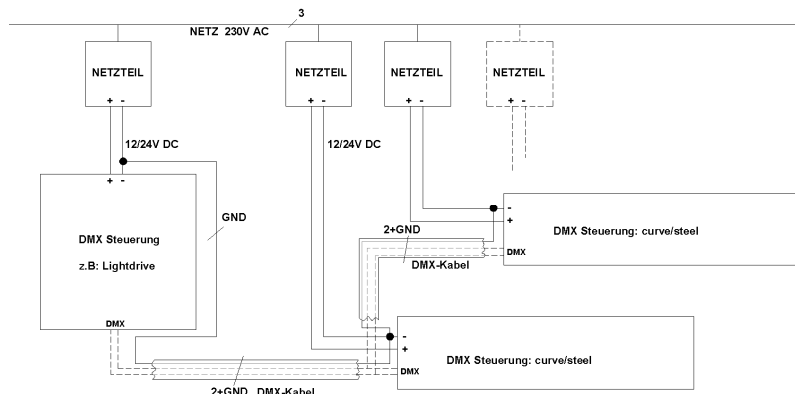 3
NETZ 230V AC
NETZTEIL
NETZTEIL
NETZTEIL
NETZTEIL
+ -
+ -
+ -
+ -
12/24V DC
12/24V DC
+ -
GND
DMX Steuerung
z.B: Lightdrive
DMX
2+GND
DMX-Kabel
-
+
DMX
DMX Steuerung: curve/steel
-
+
DMX
DMX Steuerung: curve/steel
2+GND DMX-Kabel